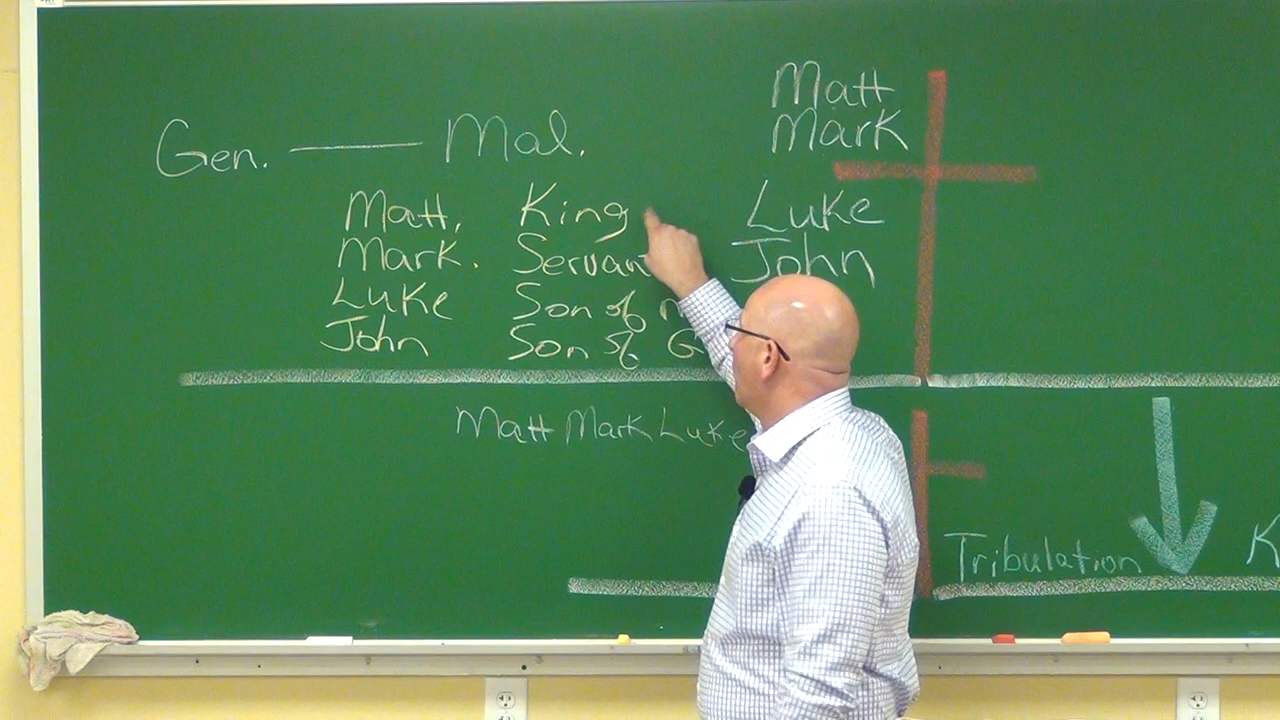 Gen. — Mal.
Matt
Mark
Luke
John
Matt, King
Mark. Servan
Luke Son of
John Son of G
Matt Mark Luke
Tribulation K